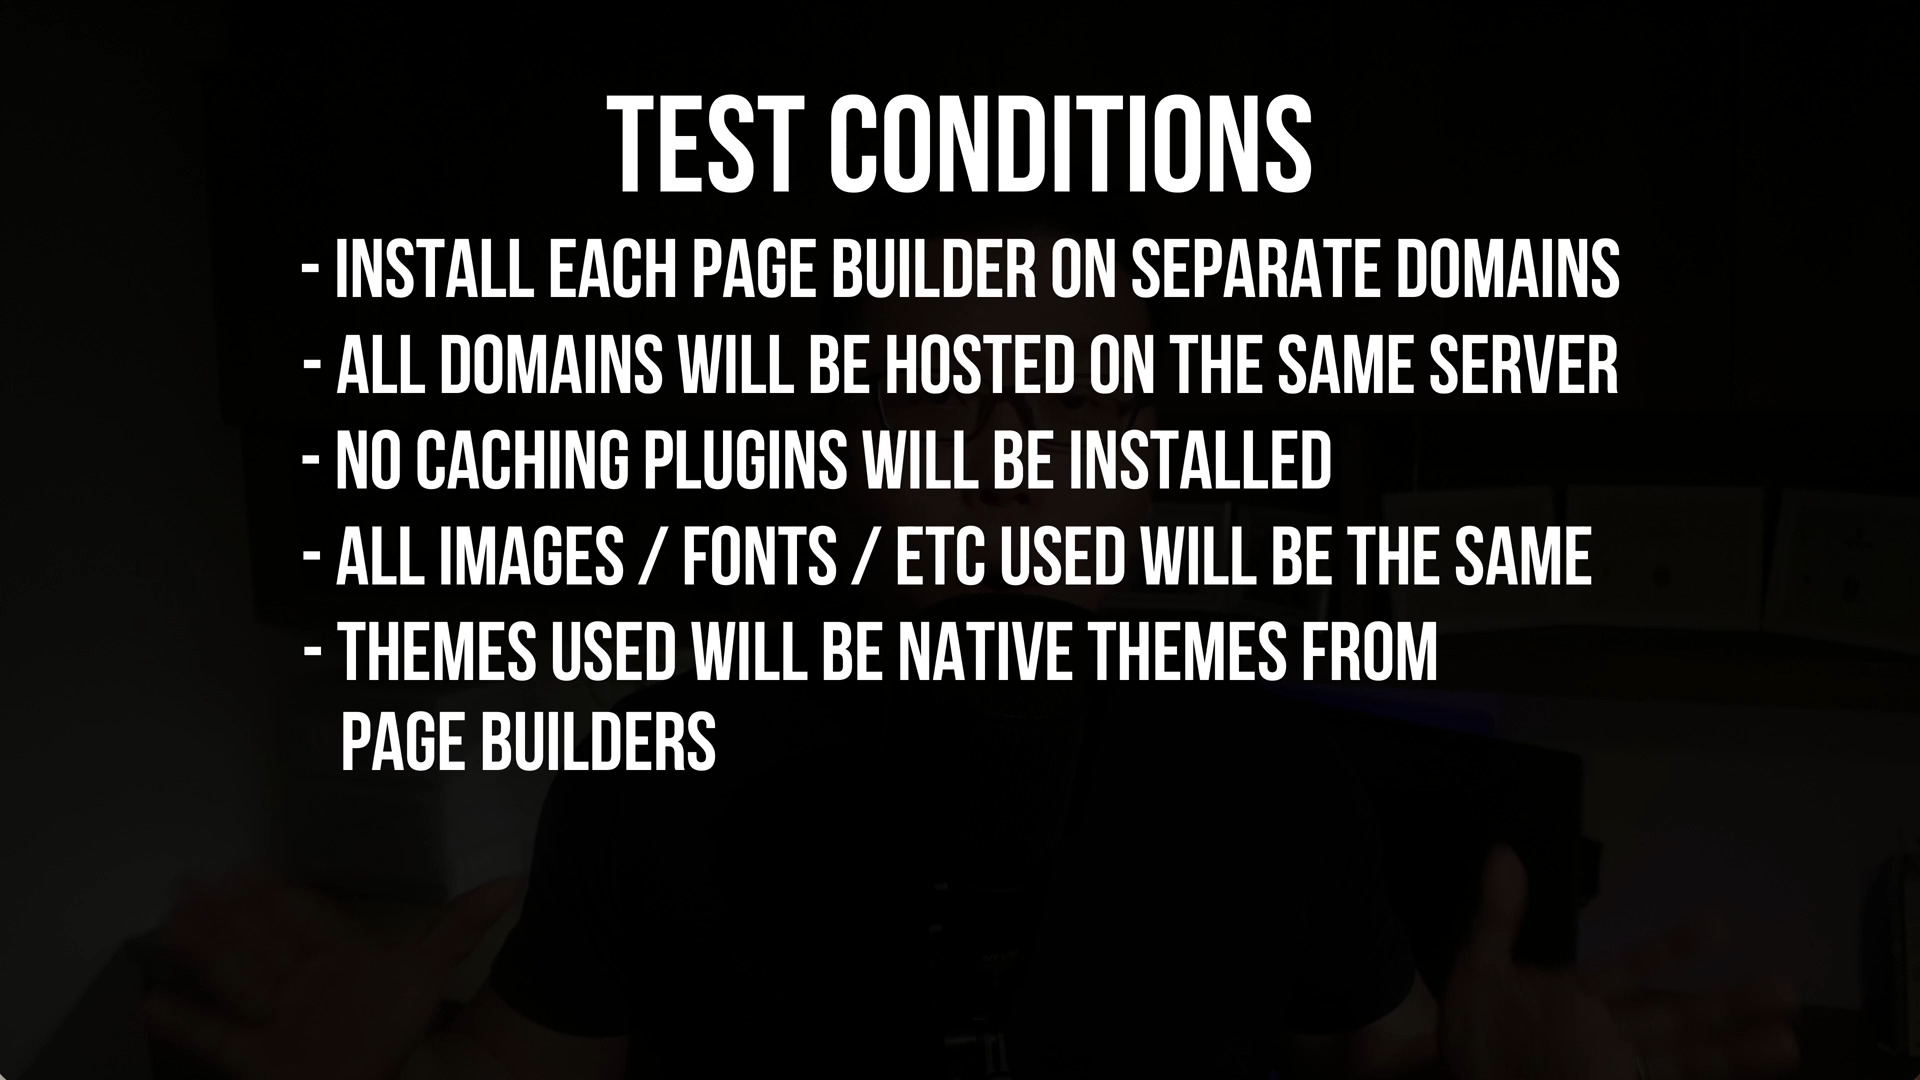 TEST CONDITIONS
- INSTALL EACH PAGE BUILDER ON SEPARATE DOMAINS
- ALL DOMAINS WILL BE HOSTED ON THE SAME SERVER
- NO CACHING PLUGINS WILL BE INSTALLED
- ALL IMAGES / FONTS / ETC USED WILL BE THE SAME
- THEMES USED WILL BE NATIVE THEMES FROM
PAGE BUILDERS